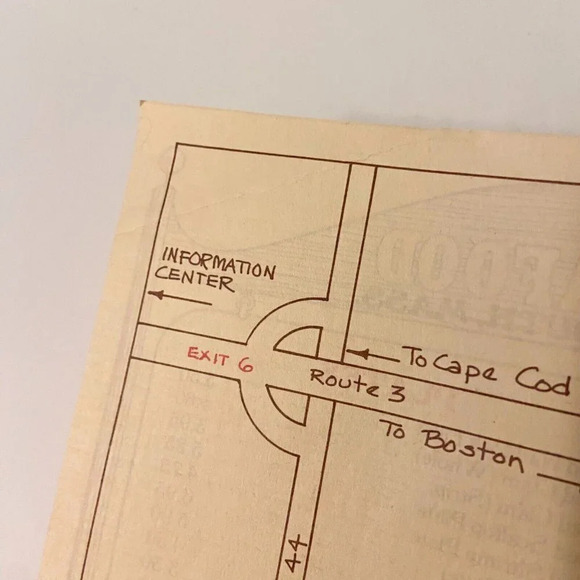 INFORMATION
CENTER
EXIT 6
To Cape Cod
Route 3
To Boston
44